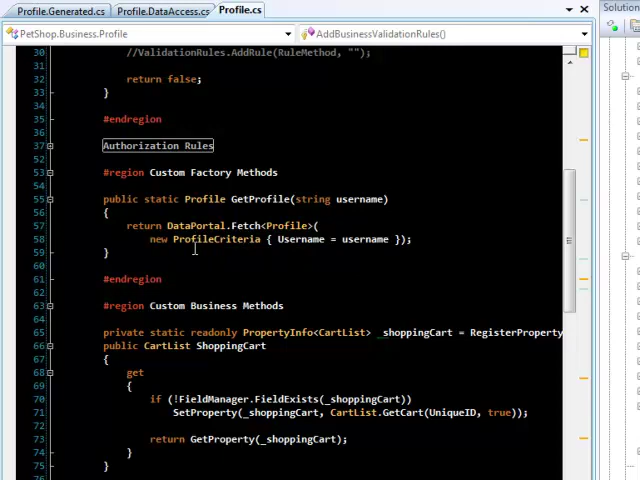 Profile.Generated.cs Profile.DataAccess.cs Profile.cs
Solution
PetShop.Business.Profile AddBusinessValidationRules()
30 //ValidationRules.AddRule(RuleMethod, "");
31
32 return false;
33 }
34
35 #endregion
36
37 Authorization Rules
52
53 #region Custom Factory Methods
54
55 public static Profile GetProfile(string username)
56 {
57 return DataPortal.Fetch<Profile>(
58 new ProfileCriteria { Username = username });
59 }
60
61 #endregion
62
63 #region Custom Business Methods
64
65 private static readonly PropertyInfo<CartList> _shoppingCart = RegisterProperty
66 public CartList ShoppingCart
67 {
68 get
69 {
70 if (!FieldManager.FieldExists(_shoppingCart))
71 SetProperty(_shoppingCart, CartList.GetCart(UniqueID, true));
72
73 return GetProperty(_shoppingCart);
74 }
75 }
76